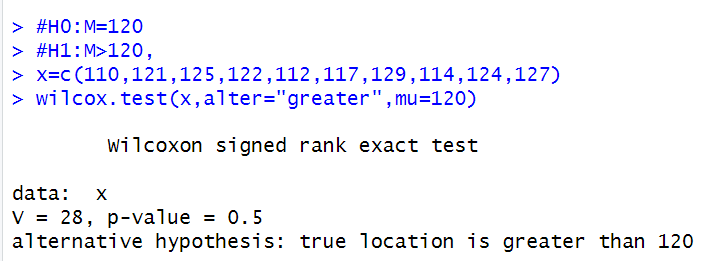 > #H0:M=120
> #H1:M>120,
> x=c(110,121,125,122,112,117,129,114,124,127)
> wilcox.test(x,alter="greater",mu=120)
Wilcoxon signed rank exact test
data:  x
V = 28, p-value = 0.5
alternative hypothesis: true location is greater than 120